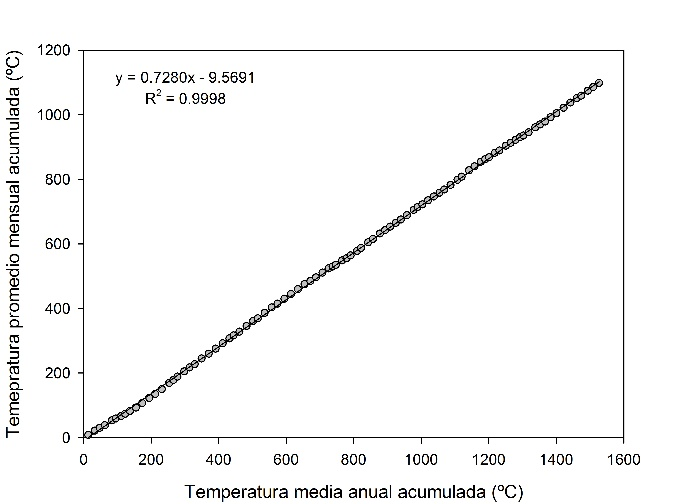 y = 0.7280x - 9.5691
R² = 0.9998
Temepratura promedio mensual acumulada (ºC)
1200
1000
800
600
400
200
0
0 200 400 600 800 1000 1200 1400 1600
Temperatura media anual acumulada (ºC)